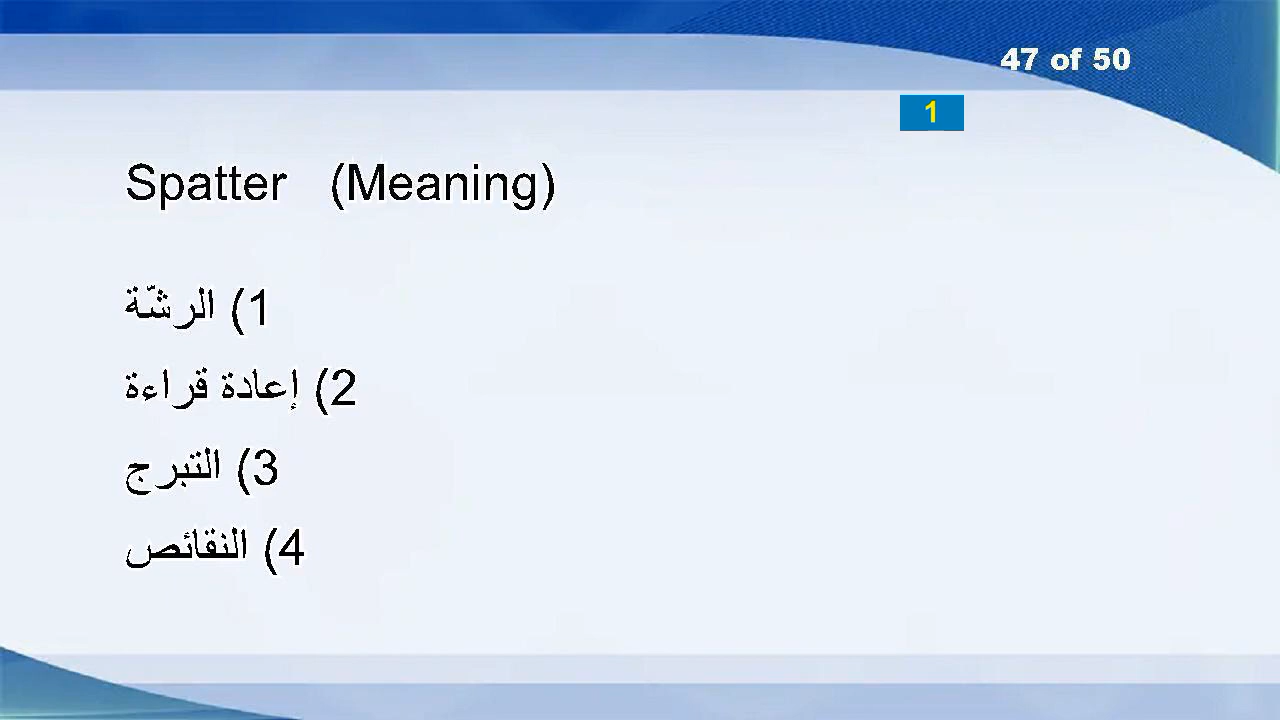 47 of 50
1
Spatter (Meaning)
1) الرشّة
2) إعادة قراءة
3) التبرج
4) النقائص